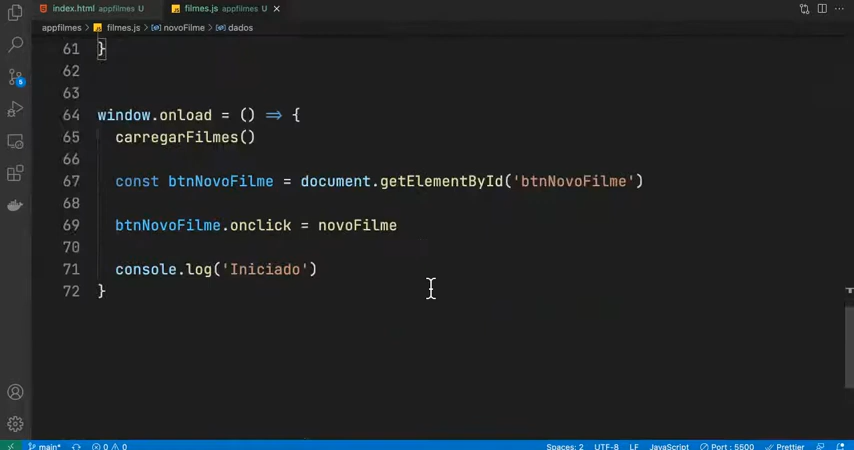 index.html appfilmes U filmes.js appfilmes U
appfilmes > filmes.js > novoFilme > dados
61 }
62
63
64 window.onload = () => {
65 carregarFilmes()
66
67 const btnNovoFilme = document.getElementById('btnNovoFilme')
68
69 btnNovoFilme.onclick = novoFilme
70
71 console.log('Iniciado')
72 }
main* 0 0 Spaces: 2 UTF-8 LF JavaScript Port : 5500 Prettier